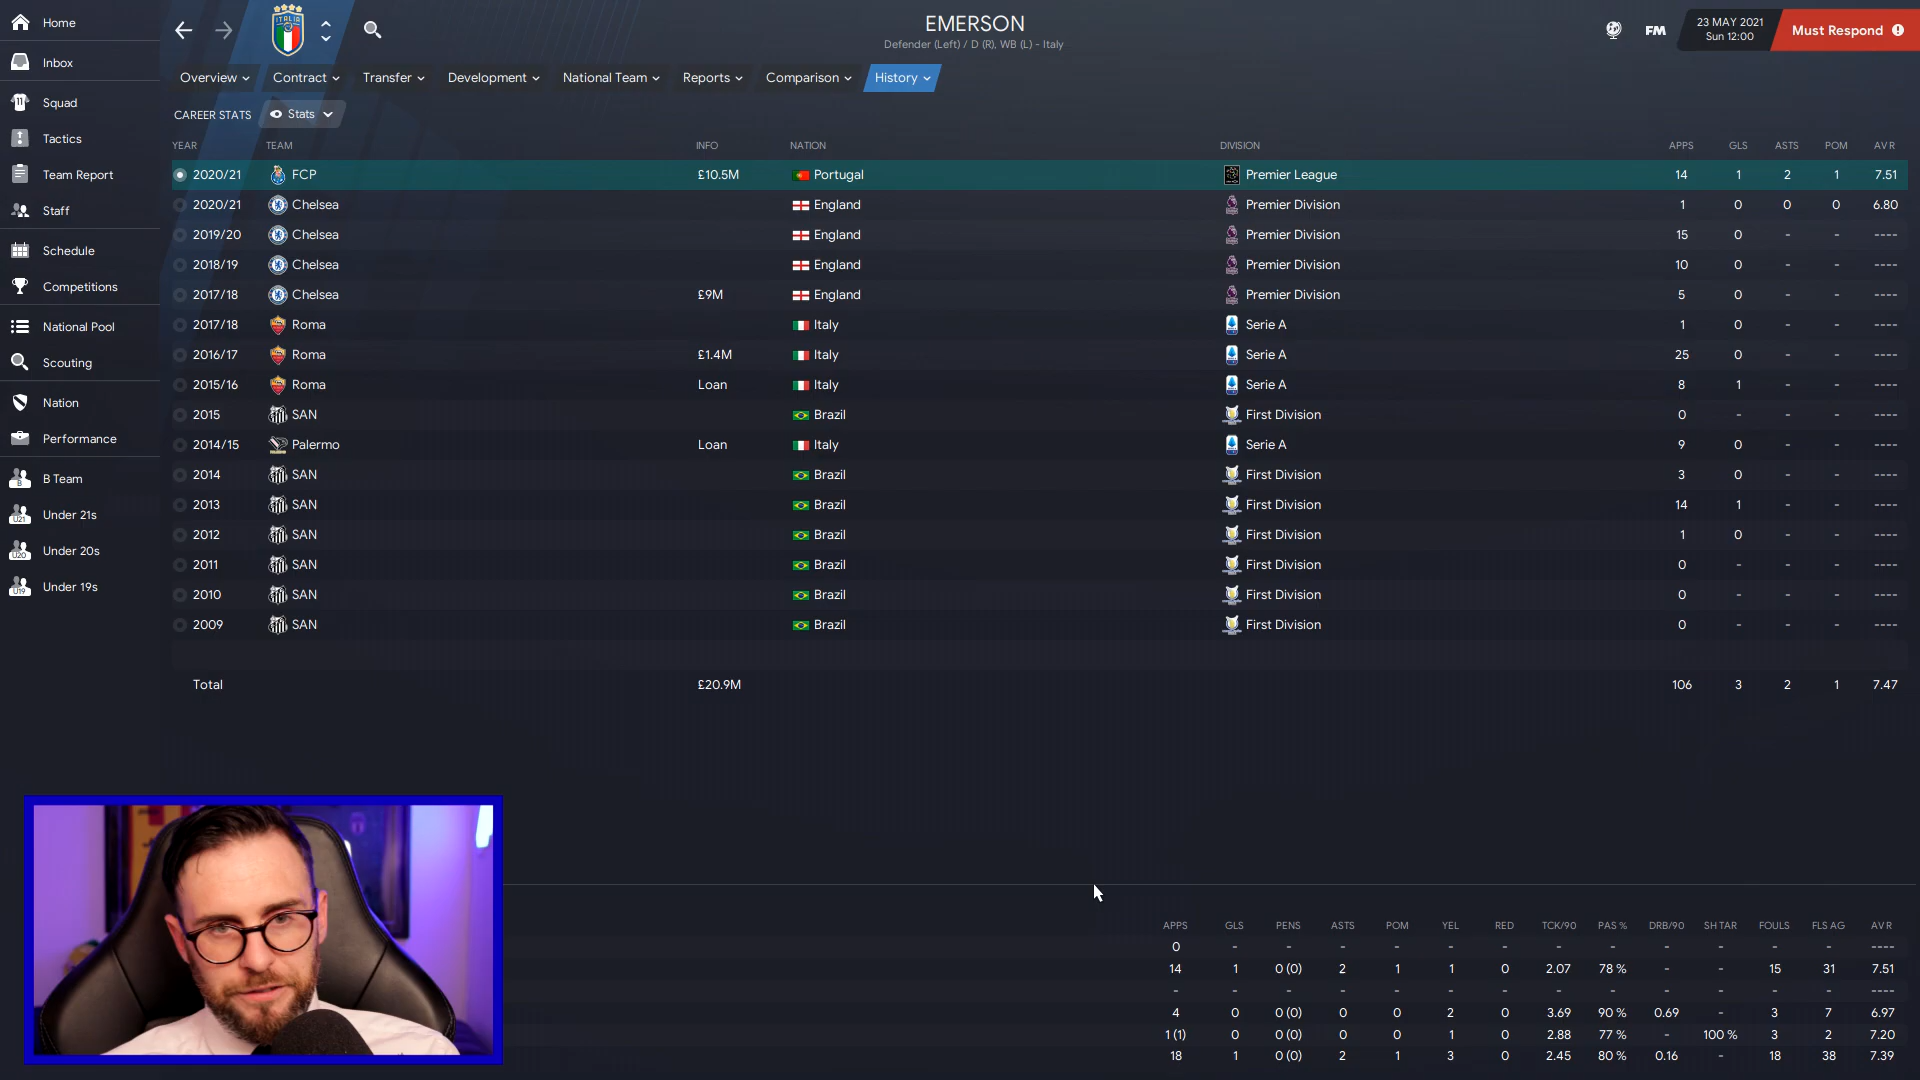 Home
Inbox
Squad
Tactics
Team Report
Staff
Schedule
Competitions
National Pool
Scouting
Nation
Performance
B Team
Under 21s
Under 20s
Under 19s
EMERSON
Defender (Left) / D (R), WB (L) - Italy
FM
23 MAY 2021
Sun 12:00
Must Respond
Overview Contract Transfer Development National Team Reports Comparison History
CAREER STATS Stats
YEAR TEAM INFO NATION DIVISION APPS GLS ASTS POM AV R
2020/21 FCP £10.5M Portugal Premier League 14 1 2 1 7.51
2020/21 Chelsea England Premier Division 1 0 0 0 6.80
2019/20 Chelsea England Premier Division 15 0 - - ----
2018/19 Chelsea England Premier Division 10 0 - - ----
2017/18 Chelsea £9M England Premier Division 5 0 - - ----
2017/18 Roma Italy Serie A 1 0 - - ----
2016/17 Roma £1.4M Italy Serie A 25 0 - - ----
2015/16 Roma Loan Italy Serie A 8 1 - - ----
2015 SAN Brazil First Division 0 - - - ----
2014/15 Palermo Loan Italy Serie A 9 0 - - ----
2014 SAN Brazil First Division 3 0 - - ----
2013 SAN Brazil First Division 14 1 - - ----
2012 SAN Brazil First Division 1 0 - - ----
2011 SAN Brazil First Division 0 - - - ----
2010 SAN Brazil First Division 0 - - - ----
2009 SAN Brazil First Division 0 - - - ----
Total £20.9M 106 3 2 1 7.47
APPS GLS PENS ASTS POM YEL RED TCK/90 PAS % DRB/90 SH TAR FOULS FLS AG AV R
0 - - - - - - - - - - - - ----
14 1 0 (0) 2 1 1 0 2.07 78 % - - 15 31 7.51
- - - - - - - - - - - - - ----
4 0 0 (0) 0 0 2 0 3.69 90 % 0.69 - 3 7 6.97
1 (1) 0 0 (0) 0 0 1 0 2.88 77 % - 100 % 3 2 7.20
18 1 0 (0) 2 1 3 0 2.45 80 % 0.16 - 18 38 7.39